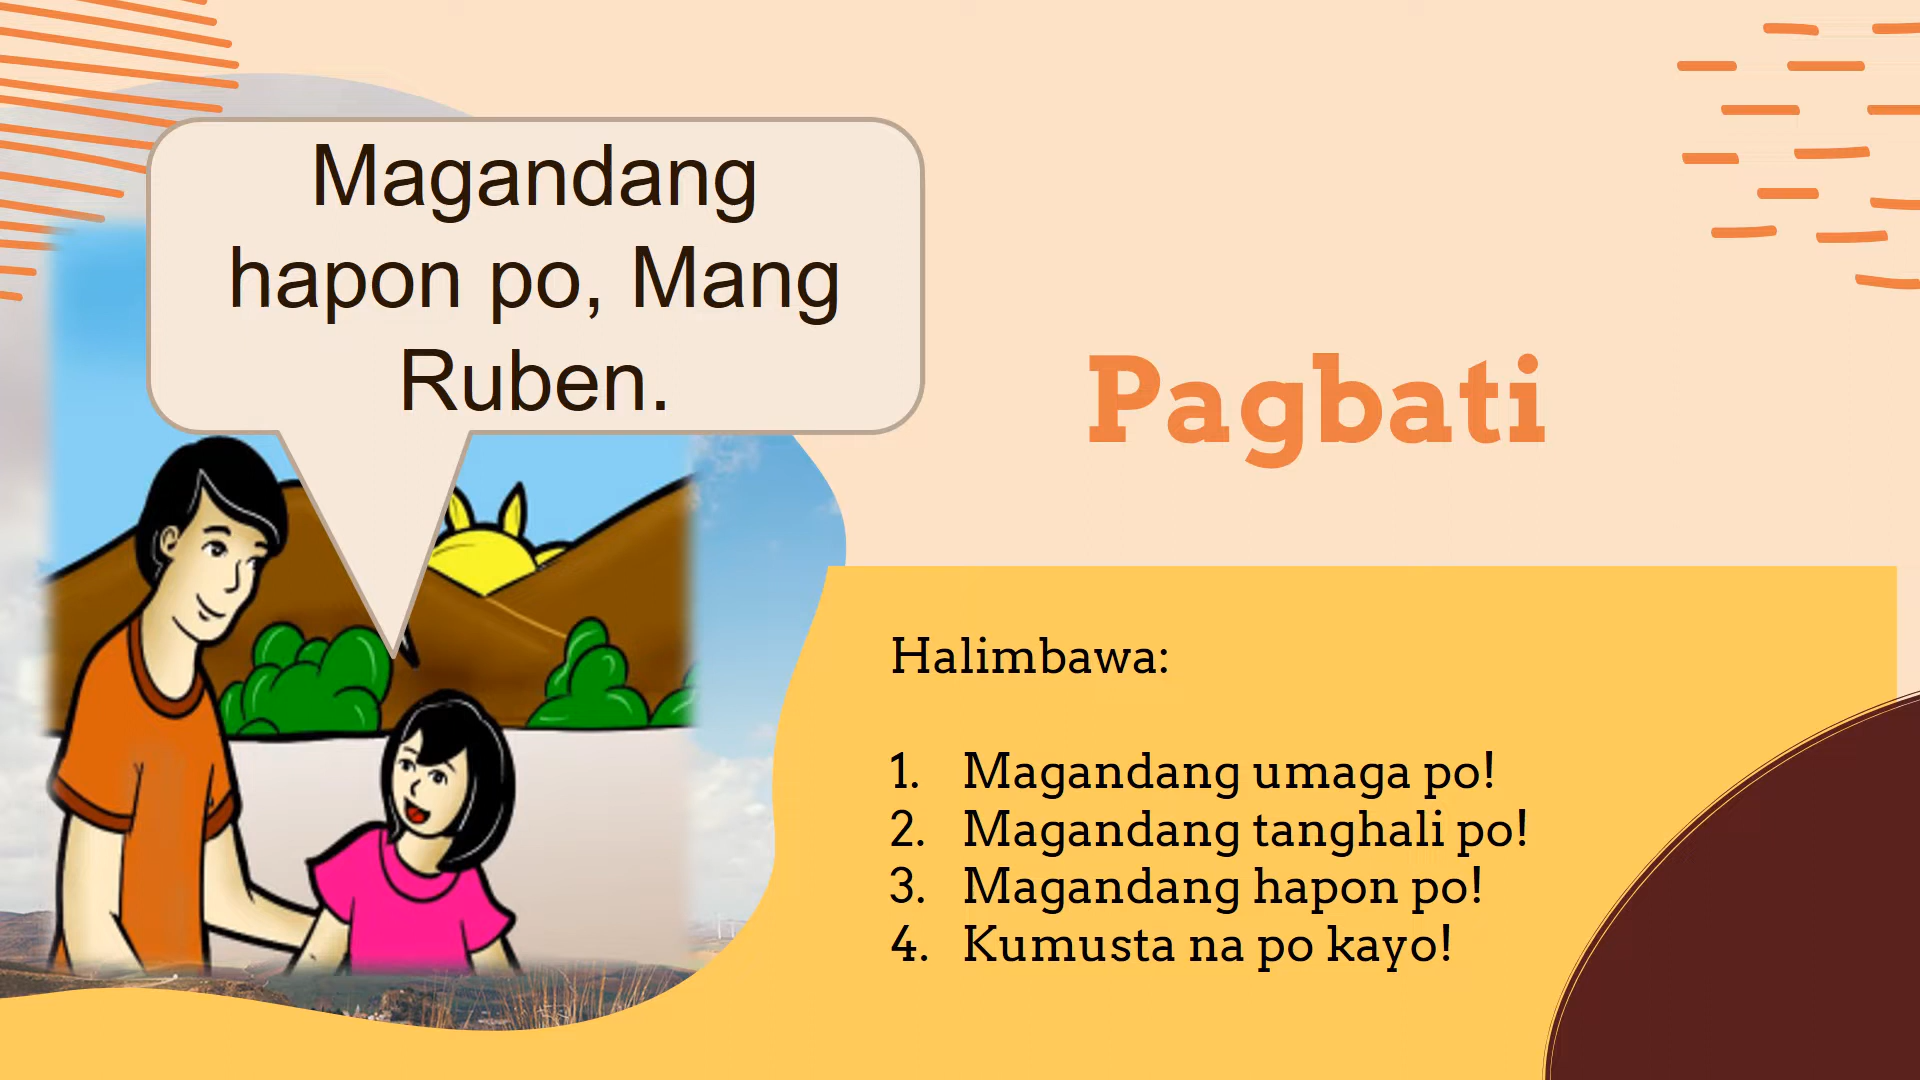 Magandang
hapon po, Mang
Ruben.
Pagbati
Halimbawa:
1. Magandang umaga po!
2. Magandang tanghali po!
3. Magandang hapon po!
4. Kumusta na po kayo!